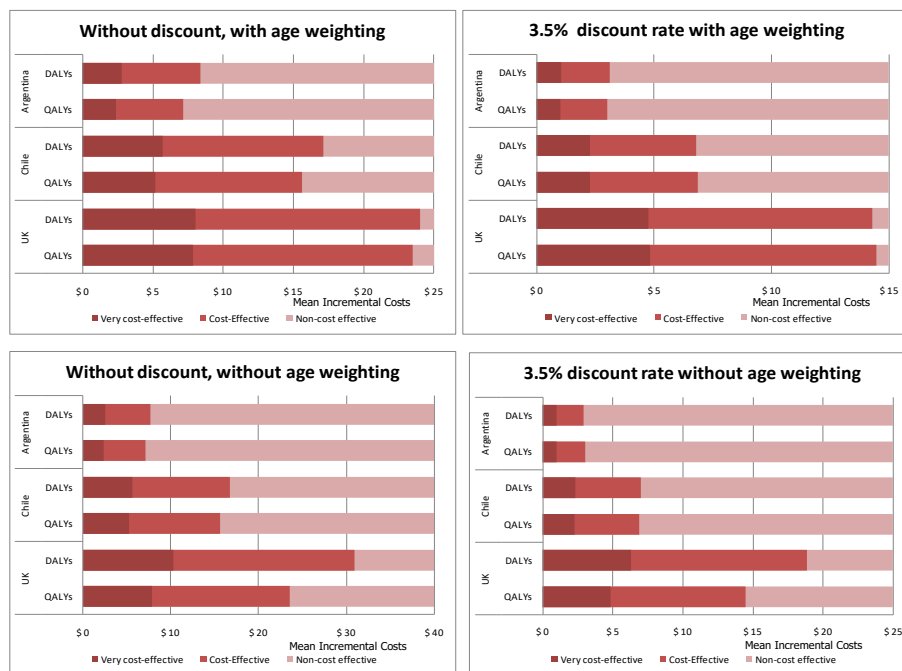 Without discount, with age weighting
Argentina
DALYs
QALYs
Chile
DALYs
QALYs
UK
DALYs
QALYs
$ 0 $ 5 $ 10 $ 15 $ 20 $ 25
Mean Incremental Costs
Very cost-effective Cost-Effective Non-cost effective
3.5% discount rate with age weighting
Argentina
DALYs
QALYs
Chile
DALYs
QALYs
UK
DALYs
QALYs
$ 0 $ 5 $ 10 $ 15
Mean Incremental Costs
Very cost-effective Cost-Effective Non-cost effective
Without discount, without age weighting
Argentina
DALYs
QALYs
Chile
DALYs
QALYs
UK
DALYs
QALYs
$ 0 $ 10 $ 20 $ 30 $ 40
Mean Incremental Costs
Very cost-effective Cost-Effective Non-cost effective
3.5% discount rate without age weighting
Argentina
DALYs
QALYs
Chile
DALYs
QALYs
UK
DALYs
QALYs
$ 0 $ 5 $ 10 $ 15 $ 20 $ 25
Mean Incremental Costs
Very cost-effective Cost-Effective Non-cost effective